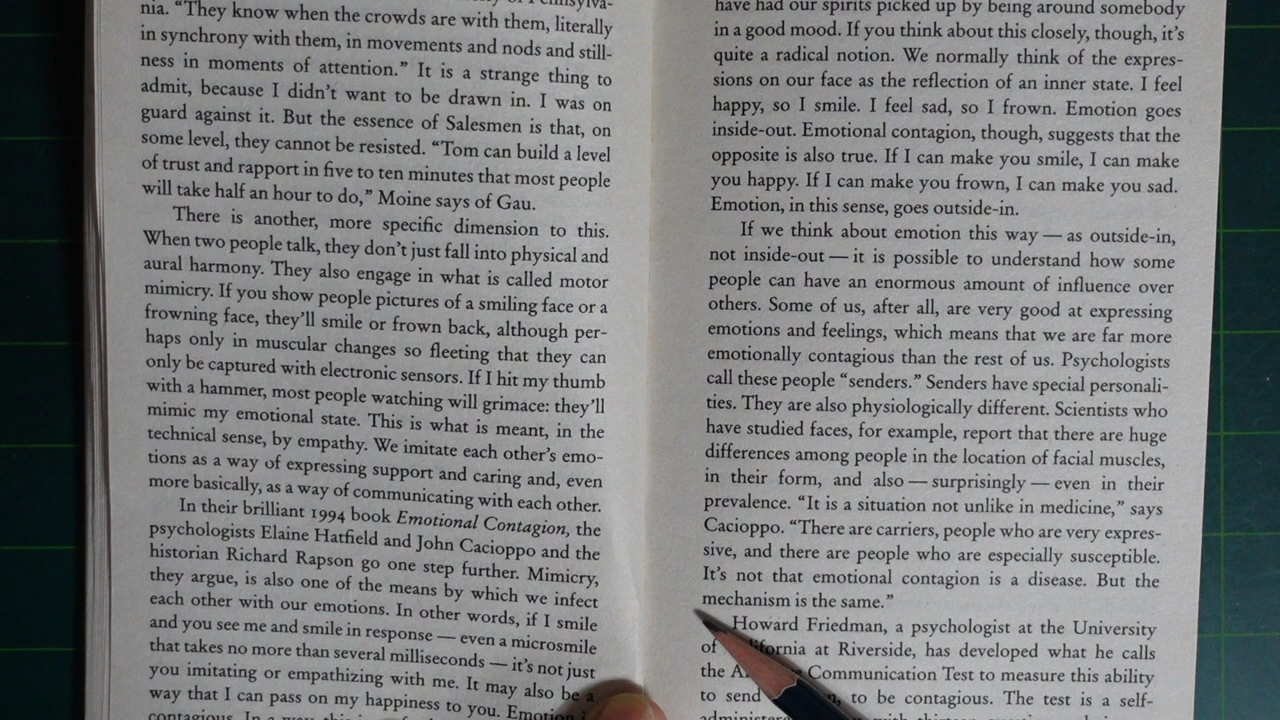 nia. “They know when the crowds are with them, literally
in synchrony with them, in movements and nods and still-
ness in moments of attention.” It is a strange thing to
admit, because I didn’t want to be drawn in. I was on
guard against it. But the essence of Salesmen is that, on
some level, they cannot be resisted. “Tom can build a level
of trust and rapport in five to ten minutes that most people
will take half an hour to do,” Moine says of Gau.
There is another, more specific dimension to this.
When two people talk, they don’t just fall into physical and
aural harmony. They also engage in what is called motor
mimicry. If you show people pictures of a smiling face or a
frowning face, they’ll smile or frown back, although per-
haps only in muscular changes so fleeting that they can
only be captured with electronic sensors. If I hit my thumb
with a hammer, most people watching will grimace: they’ll
mimic my emotional state. This is what is meant, in the
technical sense, by empathy. We imitate each other’s emo-
tions as a way of expressing support and caring and, even
more basically, as a way of communicating with each other.
In their brilliant 1994 book Emotional Contagion, the
psychologists Elaine Hatfield and John Cacioppo and the
historian Richard Rapson go one step further. Mimicry,
they argue, is also one of the means by which we infect
each other with our emotions. In other words, if I smile
and you see me and smile in response — even a microsmile
that takes no more than several milliseconds — it’s not just
you imitating or empathizing with me. It may also be a
way that I can pass on my happiness to you. Emotion
contagious. In a way, this is
have had our spirits picked up by being around somebody
in a good mood. If you think about this closely, though, it’s
quite a radical notion. We normally think of the expres-
sions on our face as the reflection of an inner state. I feel
happy, so I smile. I feel sad, so I frown. Emotion goes
inside-out. Emotional contagion, though, suggests that the
opposite is also true. If I can make you smile, I can make
you happy. If I can make you frown, I can make you sad.
Emotion, in this sense, goes outside-in.
If we think about emotion this way — as outside-in,
not inside-out — it is possible to understand how some
people can have an enormous amount of influence over
others. Some of us, after all, are very good at expressing
emotions and feelings, which means that we are far more
emotionally contagious than the rest of us. Psychologists
call these people “senders.” Senders have special personali-
ties. They are also physiologically different. Scientists who
have studied faces, for example, report that there are huge
differences among people in the location of facial muscles,
in their form, and also — surprisingly — even in their
prevalence. “It is a situation not unlike in medicine,” says
Cacioppo. “There are carriers, people who are very expres-
sive, and there are people who are especially susceptible.
It’s not that emotional contagion is a disease. But the
mechanism is the same.”
Howard Friedman, a psychologist at the University
of California at Riverside, has developed what he calls
the Communication Test to measure this ability
to send to be contagious. The test is a self-
with thirteen